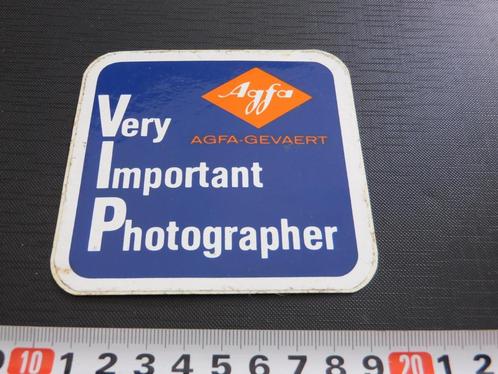 Agfa
AGFA-GEVAERT
Very
Important
Photographer
10 1 2 3 4 5 6 7 8 9 20 1 2